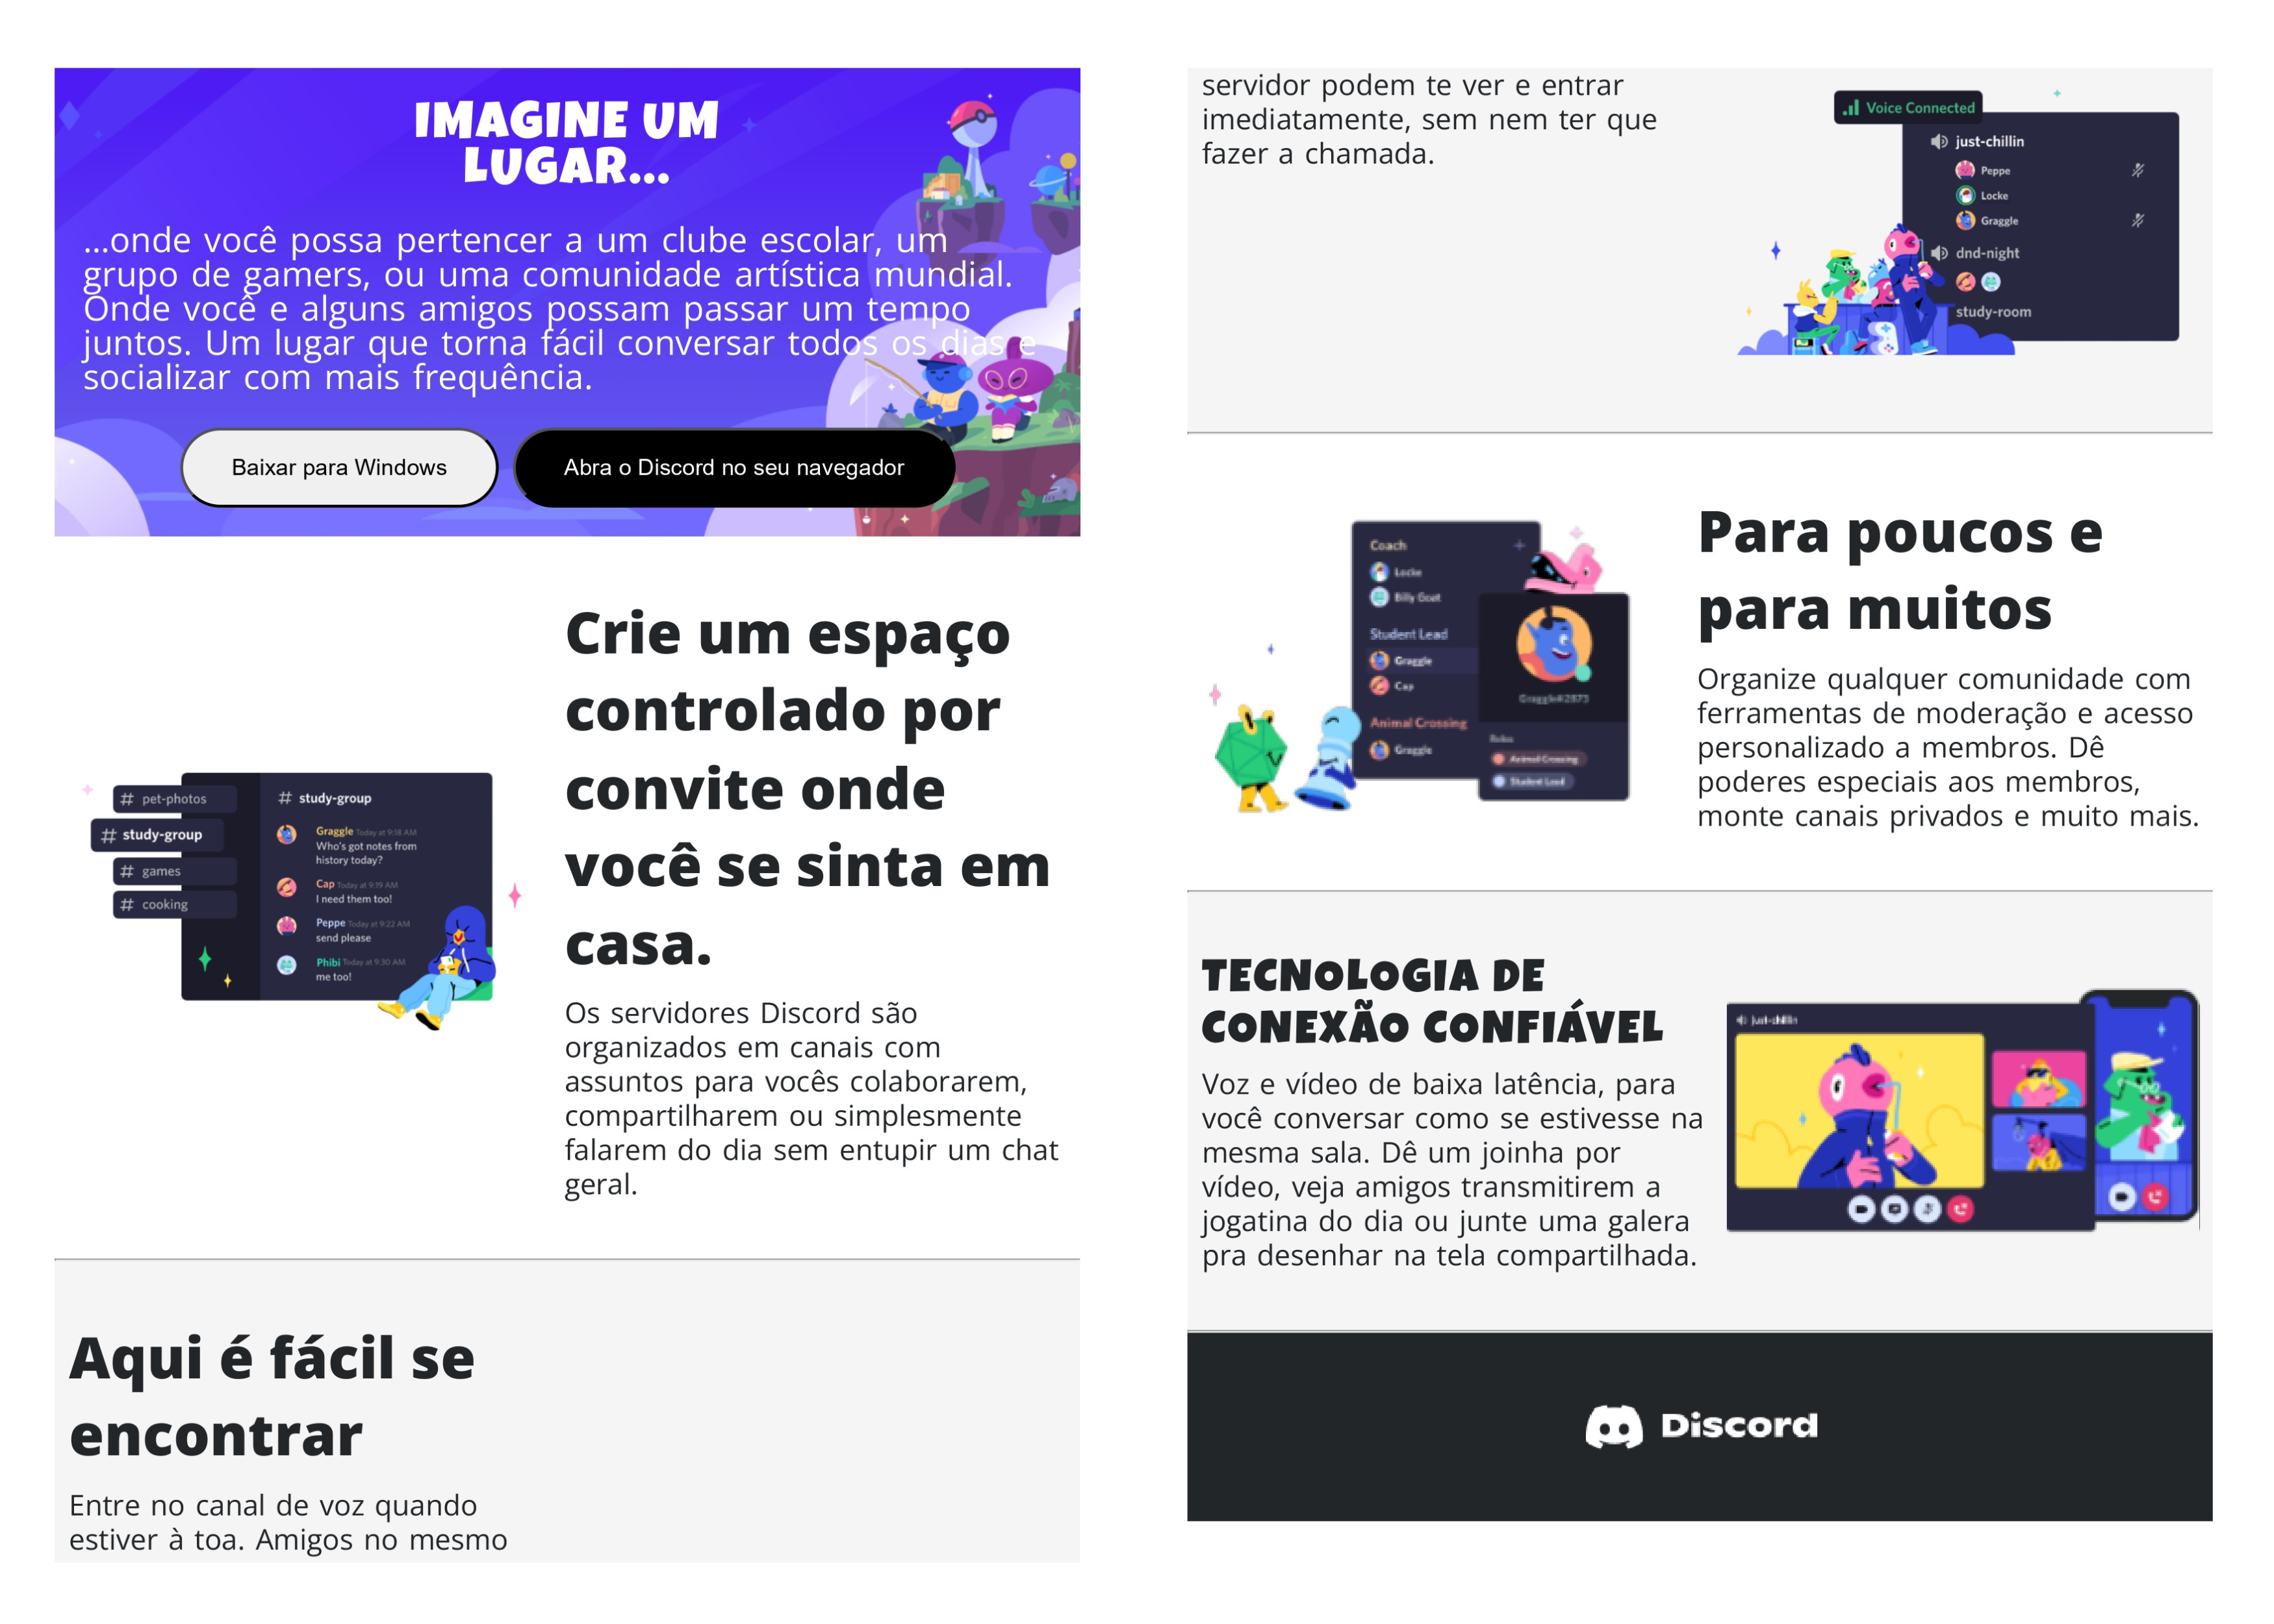 IMAGINE UM
LUGAR...
...onde você possa pertencer a um clube escolar, um
grupo de gamers, ou uma comunidade artística mundial.
Onde você e alguns amigos possam passar um tempo
juntos. Um lugar que torna fácil conversar todos os dias e
socializar com mais frequência.
Baixar para Windows
Abra o Discord no seu navegador
# pet-photos
# study-group
# games
# cooking
# study-group
Graggle Today at 9:18 AM
Who's got notes from
history today?
Cap Today at 9:19 AM
I need them too!
Peppe Today at 9:22 AM
send please
Phibi Today at 9:30 AM
me too!
Crie um espaço
controlado por
convite onde
você se sinta em
casa.
Os servidores Discord são
organizados em canais com
assuntos para vocês colaborarem,
compartilharem ou simplesmente
falarem do dia sem entupir um chat
geral.
Aqui é fácil se
encontrar
Entre no canal de voz quando
estiver à toa. Amigos no mesmo
servidor podem te ver e entrar
imediatamente, sem nem ter que
fazer a chamada.
Voice Connected
just-chillin
Peppe
Locke
Graggle
dnd-night
study-room
Coach +
Locke
Billy Goat
Student Lead
Graggle
Cap
Animal Crossing
Graggle
Graggle#2873
Roles
Animal Crossing
Student Lead
Para poucos e
para muitos
Organize qualquer comunidade com
ferramentas de moderação e acesso
personalizado a membros. Dê
poderes especiais aos membros,
monte canais privados e muito mais.
TECNOLOGIA DE
CONEXÃO CONFIÁVEL
Voz e vídeo de baixa latência, para
você conversar como se estivesse na
mesma sala. Dê um joinha por
vídeo, veja amigos transmitirem a
jogatina do dia ou junte uma galera
pra desenhar na tela compartilhada.
just-chillin
Discord